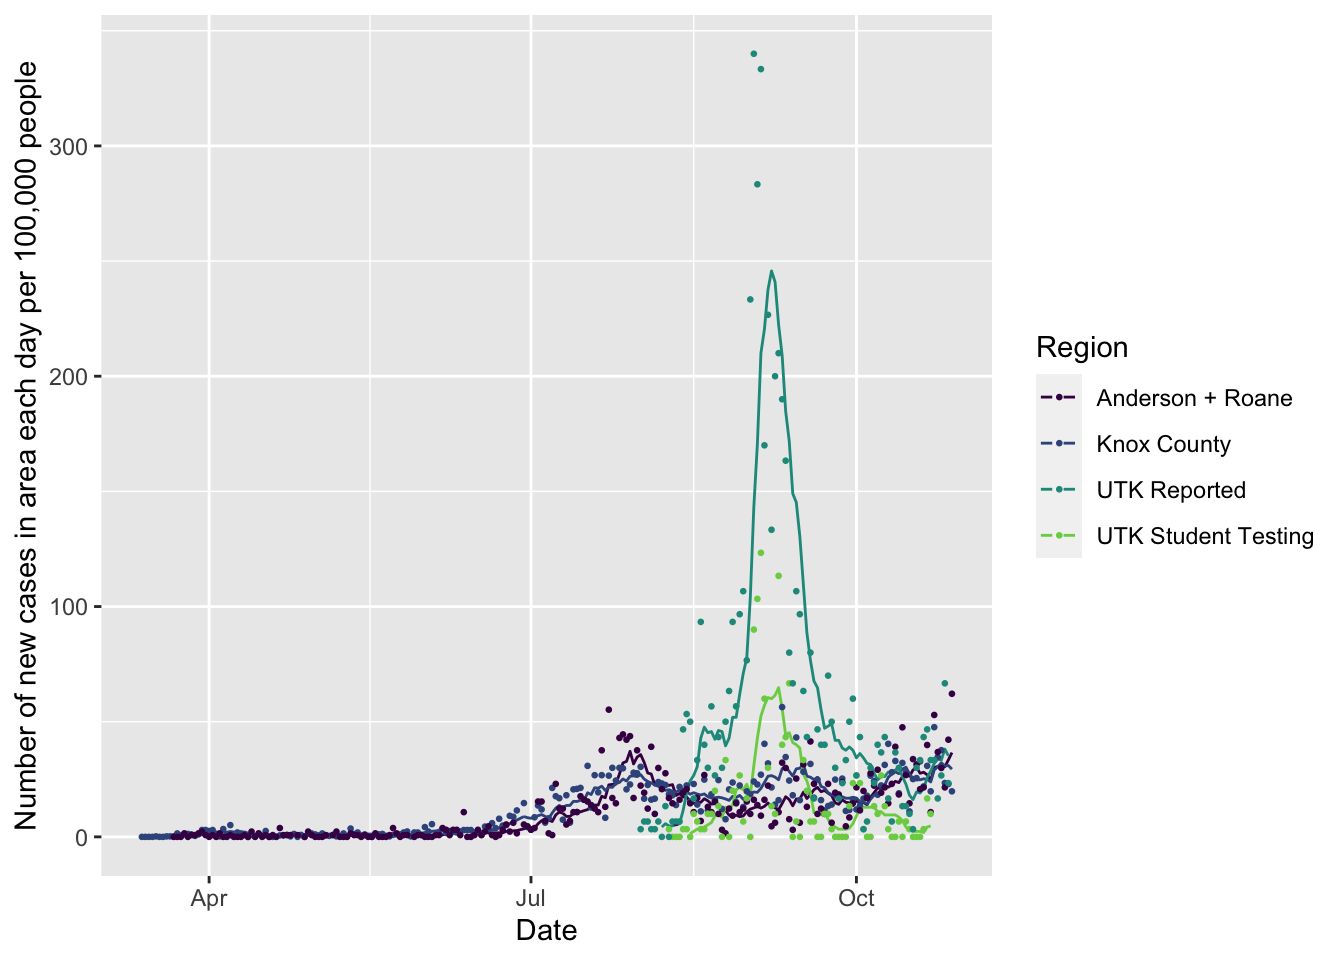 Number of new cases in area each day per 100,000 people
300
200
100
0
Apr
Jul
Oct
Date
Region
Anderson + Roane
Knox County
UTK Reported
UTK Student Testing